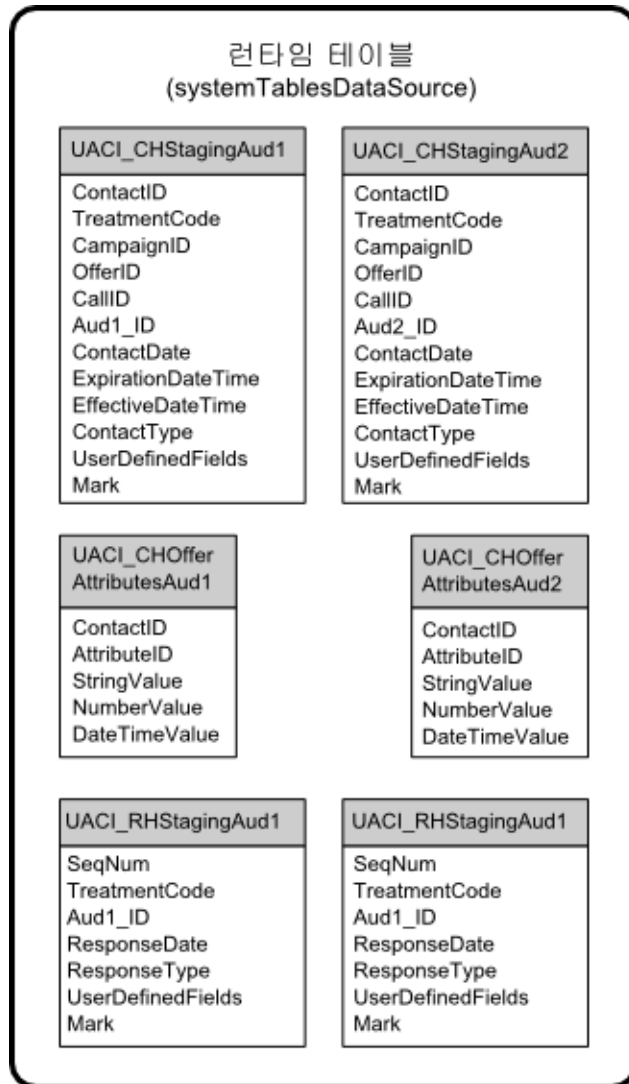 런타임 테이블
(systemTablesDataSource)
UACI_CHStagingAud1
ContactID
TreatmentCode
CampaignID
OfferID
CallID
Aud1_ID
ContactDate
ExpirationDateTime
EffectiveDateTime
ContactType
UserDefinedFields
Mark
UACI_CHStagingAud2
ContactID
TreatmentCode
CampaignID
OfferID
CallID
Aud2_ID
ContactDate
ExpirationDateTime
EffectiveDateTime
ContactType
UserDefinedFields
Mark
UACI_CHOffer
AttributesAud1
ContactID
AttributeID
StringValue
NumberValue
DateTimeValue
UACI_CHOffer
AttributesAud2
ContactID
AttributeID
StringValue
NumberValue
DateTimeValue
UACI_RHStagingAud1
SeqNum
TreatmentCode
Aud1_ID
ResponseDate
ResponseType
UserDefinedFields
Mark
UACI_RHStagingAud1
SeqNum
TreatmentCode
Aud1_ID
ResponseDate
ResponseType
UserDefinedFields
Mark